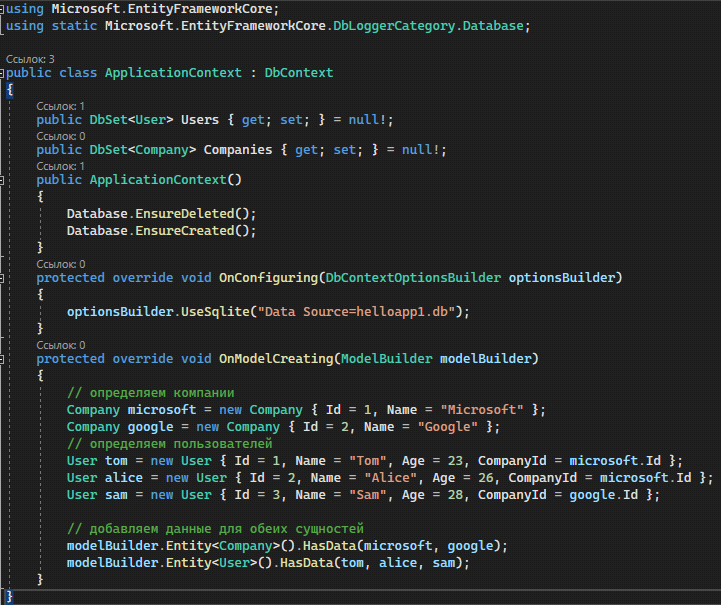 using Microsoft.EntityFrameworkCore;
using static Microsoft.EntityFrameworkCore.DbLoggerCategory.Database;
Ссылок: 3
public class ApplicationContext : DbContext
{
Ссылок: 1
public DbSet<User> Users { get; set; } = null!;
Ссылок: 0
public DbSet<Company> Companies { get; set; } = null!;
Ссылок: 1
public ApplicationContext()
{
Database.EnsureDeleted();
Database.EnsureCreated();
}
Ссылок: 0
protected override void OnConfiguring(DbContextOptionsBuilder optionsBuilder)
{
optionsBuilder.UseSqlite("Data Source=helloapp1.db");
}
Ссылок: 0
protected override void OnModelCreating(ModelBuilder modelBuilder)
{
// определяем компании
Company microsoft = new Company { Id = 1, Name = "Microsoft" };
Company google = new Company { Id = 2, Name = "Google" };
// определяем пользователей
User tom = new User { Id = 1, Name = "Tom", Age = 23, CompanyId = microsoft.Id };
User alice = new User { Id = 2, Name = "Alice", Age = 26, CompanyId = microsoft.Id };
User sam = new User { Id = 3, Name = "Sam", Age = 28, CompanyId = google.Id };
// добавляем данные для обеих сущностей
modelBuilder.Entity<Company>().HasData(microsoft, google);
modelBuilder.Entity<User>().HasData(tom, alice, sam);
}
}